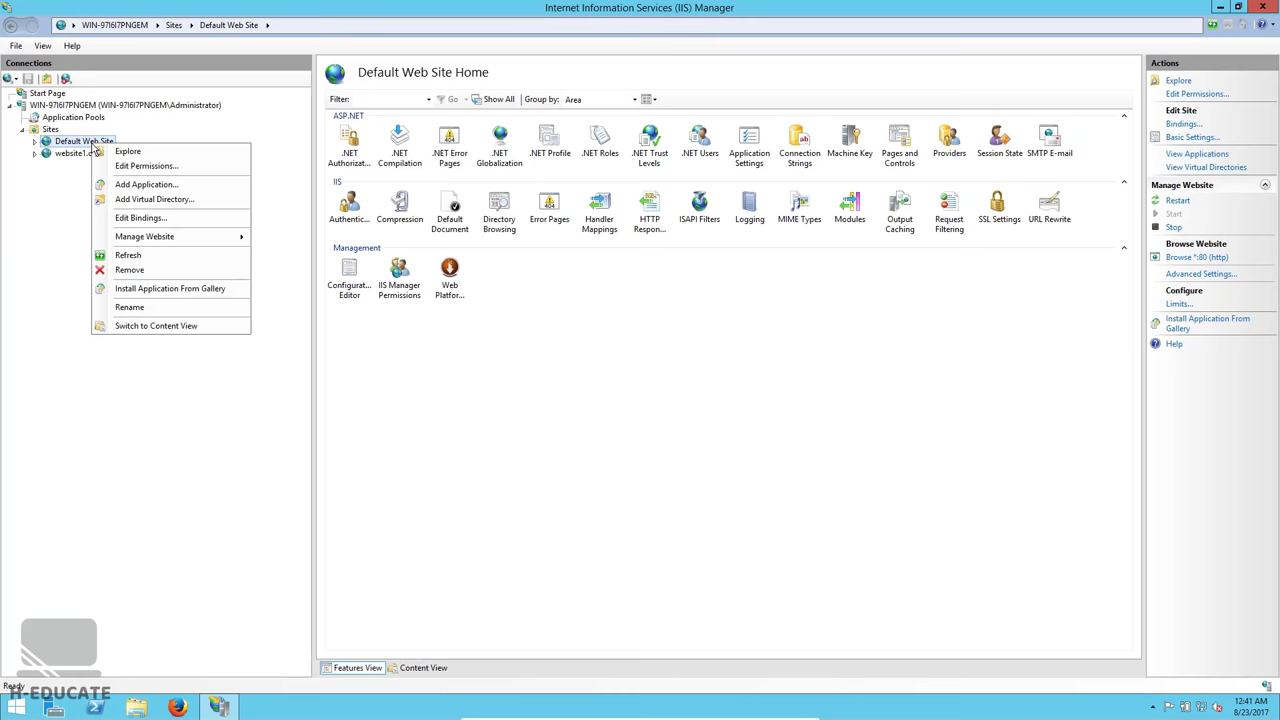 Internet Information Services (IIS) Manager
WIN-97I6I7PNGEM
Sites
Default Web Site
File
View
Help
Connections
Start Page
WIN-97I6I7PNGEM (WIN-97I6I7PNGEM\Administrator)
Application Pools
Sites
Default Web Site
Explore
Edit Permissions...
Add Application...
Add Virtual Directory...
Edit Bindings...
Manage Website
Refresh
Remove
Install Application From Gallery
Rename
Switch to Content View
Default Web Site Home
Filter:
Go
Show All
Group by:
Area
ASP.NET
.NET Authorizat...
.NET Compilation
.NET Error Pages
.NET Globalization
.NET Profile
.NET Roles
.NET Trust Levels
.NET Users
Application Settings
Connection Strings
Machine Key
Pages and Controls
Providers
Session State
SMTP E-mail
IIS
Authentic...
Compression
Default Document
Directory Browsing
Error Pages
Handler Mappings
HTTP Respon...
ISAPI Filters
Logging
MIME Types
Modules
Output Caching
Request Filtering
SSL Settings
URL Rewrite
Management
Configurat... Editor
IIS Manager Permissions
Web Platfor...
Features View
Content View
Actions
Explore
Edit Permissions...
Edit Site
Bindings...
Basic Settings...
View Applications
View Virtual Directories
Manage Website
Restart
Start
Stop
Browse Website
Browse *:80 (http)
Advanced Settings...
Configure
Limits...
Install Application From
Gallery
Help
Ready
H-EDUCATE
12:41 AM
8/23/2017